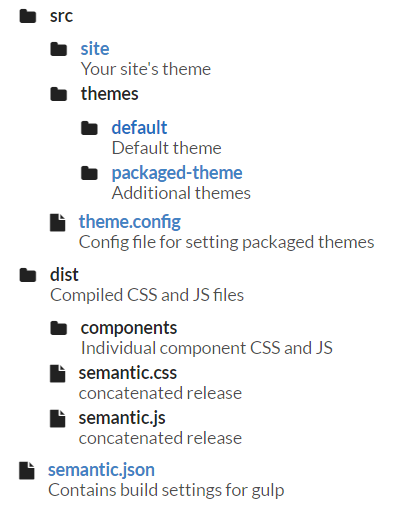 src
site
Your site's theme
themes
default
Default theme
packaged-theme
Additional themes
theme.config
Config file for setting packaged themes
dist
Compiled CSS and JS files
components
Individual component CSS and JS
semantic.css
concatenated release
semantic.js
concatenated release
semantic.json
Contains build settings for gulp